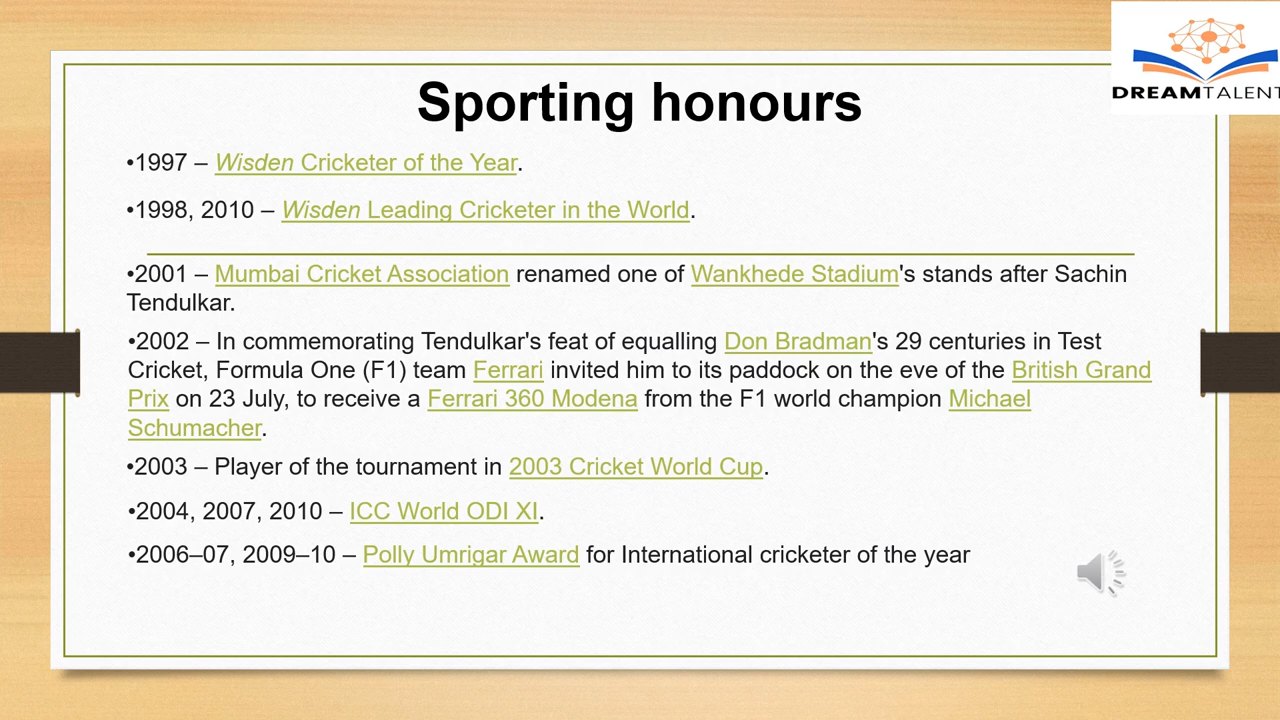 DREAMTALENT
Sporting honours
•1997 – Wisden Cricketer of the Year.
•1998, 2010 – Wisden Leading Cricketer in the World.
•2001 – Mumbai Cricket Association renamed one of Wankhede Stadium's stands after Sachin
Tendulkar.
•2002 – In commemorating Tendulkar's feat of equalling Don Bradman's 29 centuries in Test
Cricket, Formula One (F1) team Ferrari invited him to its paddock on the eve of the British Grand
Prix on 23 July, to receive a Ferrari 360 Modena from the F1 world champion Michael
Schumacher.
•2003 – Player of the tournament in 2003 Cricket World Cup.
•2004, 2007, 2010 – ICC World ODI XI.
•2006–07, 2009–10 – Polly Umrigar Award for International cricketer of the year